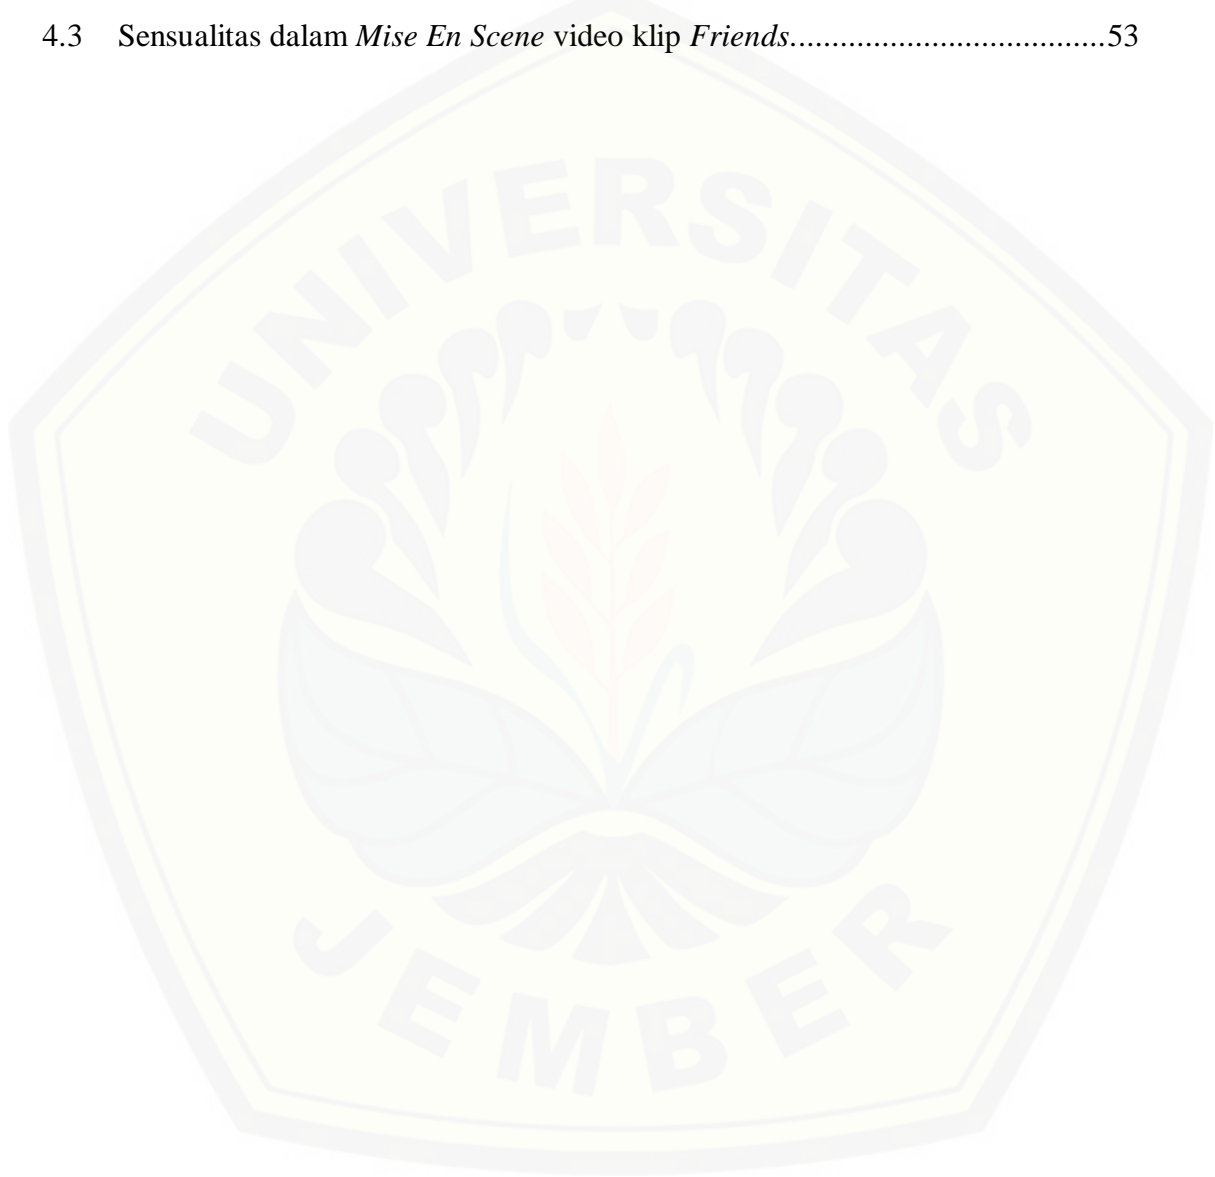 4.3 Sensualitas dalam Mise En Scene video klip Friends.....................................53
UNIVERSITAS
JEMBER